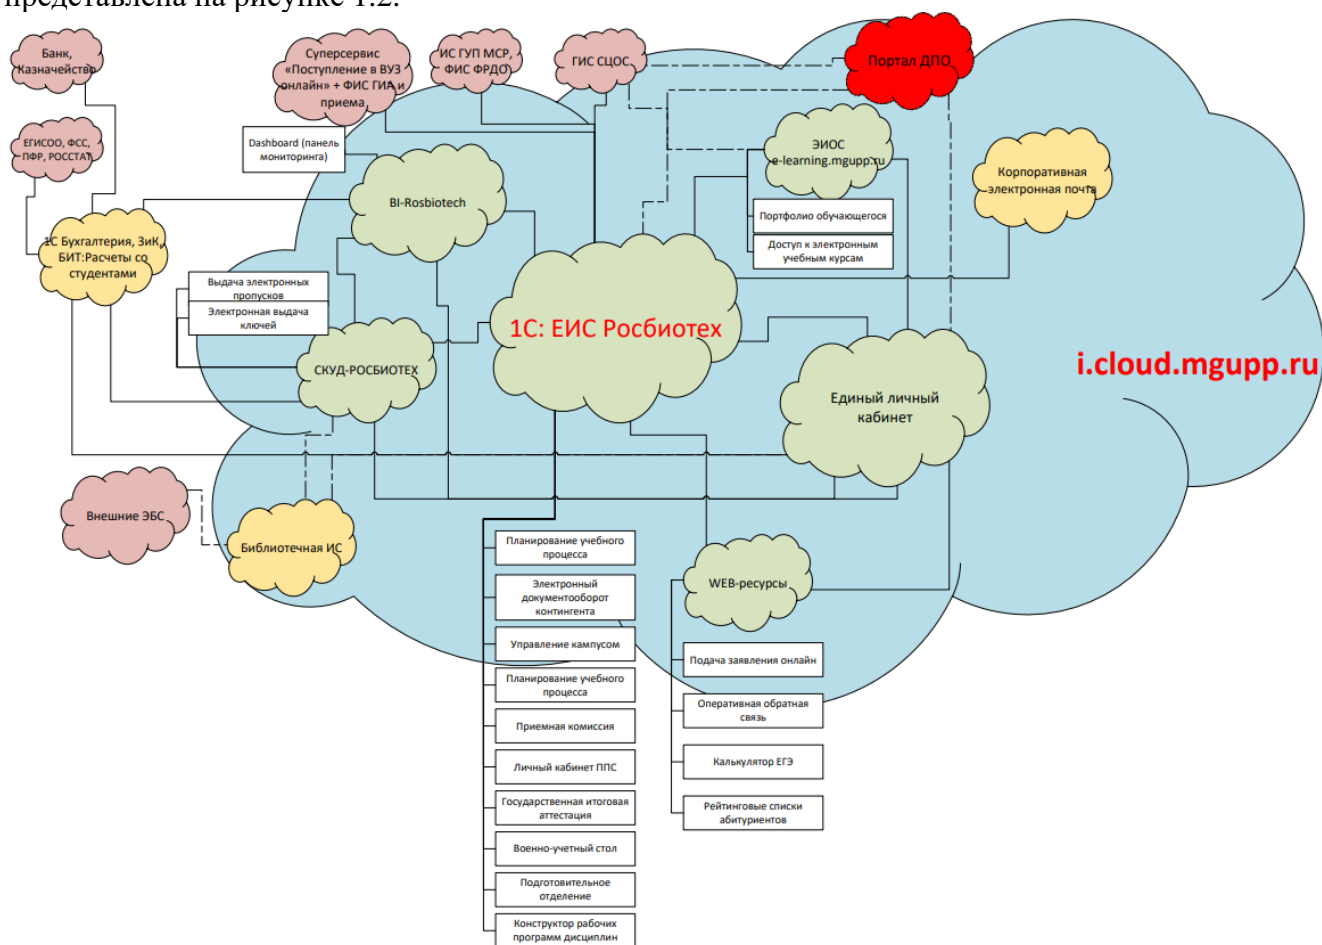 представлена на рисунке 1.2.
Банк,
Казначейство
Суперсервис
«Поступление в ВУЗ
онлайн» + ФИС ГИА и
приема
ИС ГУП МСР,
ФИС ФРДО
ГИС СЦОС
Портал ДПО
ЕГИСОО, ФСС,
ПФР, РОССТАТ
Dashboard (панель
мониторинга)
ЭИОС
e-learning.mgupp.ru
Корпоративная
электронная почта
BI-Rosbiotech
Портфолио обучающегося
Доступ к электронным
учебным курсам
1С Бухгалтерия, ЗиК,
БИТ:Расчеты со
студентами
Выдача электронных
пропусков
Электронная выдача
ключей
1С: ЕИС Росбиотех
i.cloud.mgupp.ru
СКУД-РОСБИОТЕХ
Единый личный
кабинет
Внешние ЭБС
Библиотечная ИС
Планирование учебного
процесса
Электронный
документооборот
контингента
Управление кампусом
Планирование учебного
процесса
Приемная комиссия
Личный кабинет ППС
Государственная итоговая
аттестация
Военно-учетный стол
Подготовительное
отделение
Конструктор рабочих
программ дисциплин
WEB-ресурсы
Подача заявления онлайн
Оперативная обратная
связь
Калькулятор ЕГЭ
Рейтинговые списки
абитуриентов